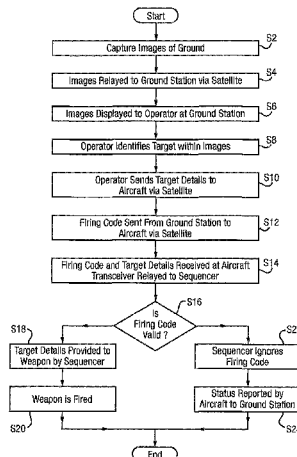 Start
S2
Capture Images of Ground
S4
Images Relayed to Ground Station via Satellite
S6
Images Displayed to Operator at Ground Station
S8
Operator Identifies Target within Images
S10
Operator Sends Target Details to
Aircraft via Satellite
S12
Firing Code Sent From Ground Station to
Aircraft via Satellite
S14
Firing Code and Target Details Received at Aircraft
Transceiver Relayed to Sequencer
S16
Is
Firing Code
Valid ?
S18
Target Details Provided to
Weapon by Sequencer
Sequencer Ignores
Firing Code
Weapon is Fired
S20
Status Reported by
Aircraft to Ground Station
End